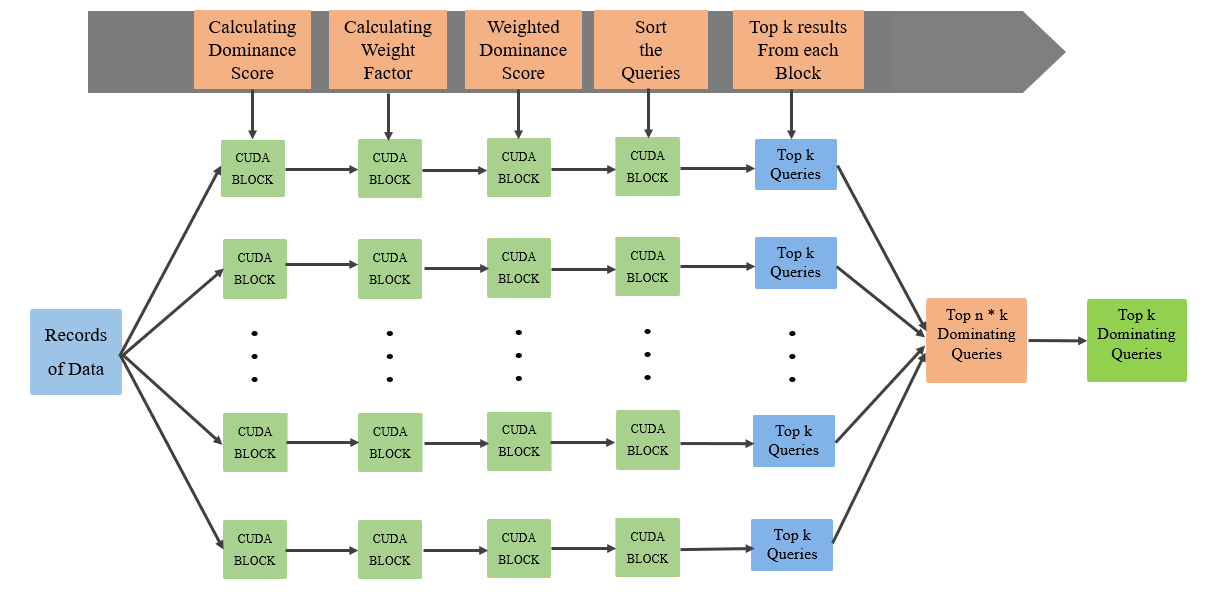 Calculating
Dominance
Score
Calculating
Weight
Factor
Weighted
Dominance
Score
Sort
the
Queries
Top k results
From each
Block
CUDA
BLOCK
CUDA
BLOCK
CUDA
BLOCK
CUDA
BLOCK
Top k
Queries
CUDA
BLOCK
CUDA
BLOCK
CUDA
BLOCK
CUDA
BLOCK
Top k
Queries
Records
of Data
Top n * k
Dominating
Queries
Top k
Dominating
Queries
CUDA
BLOCK
CUDA
BLOCK
CUDA
BLOCK
CUDA
BLOCK
Top k
Queries
CUDA
BLOCK
CUDA
BLOCK
CUDA
BLOCK
CUDA
BLOCK
Top k
Queries